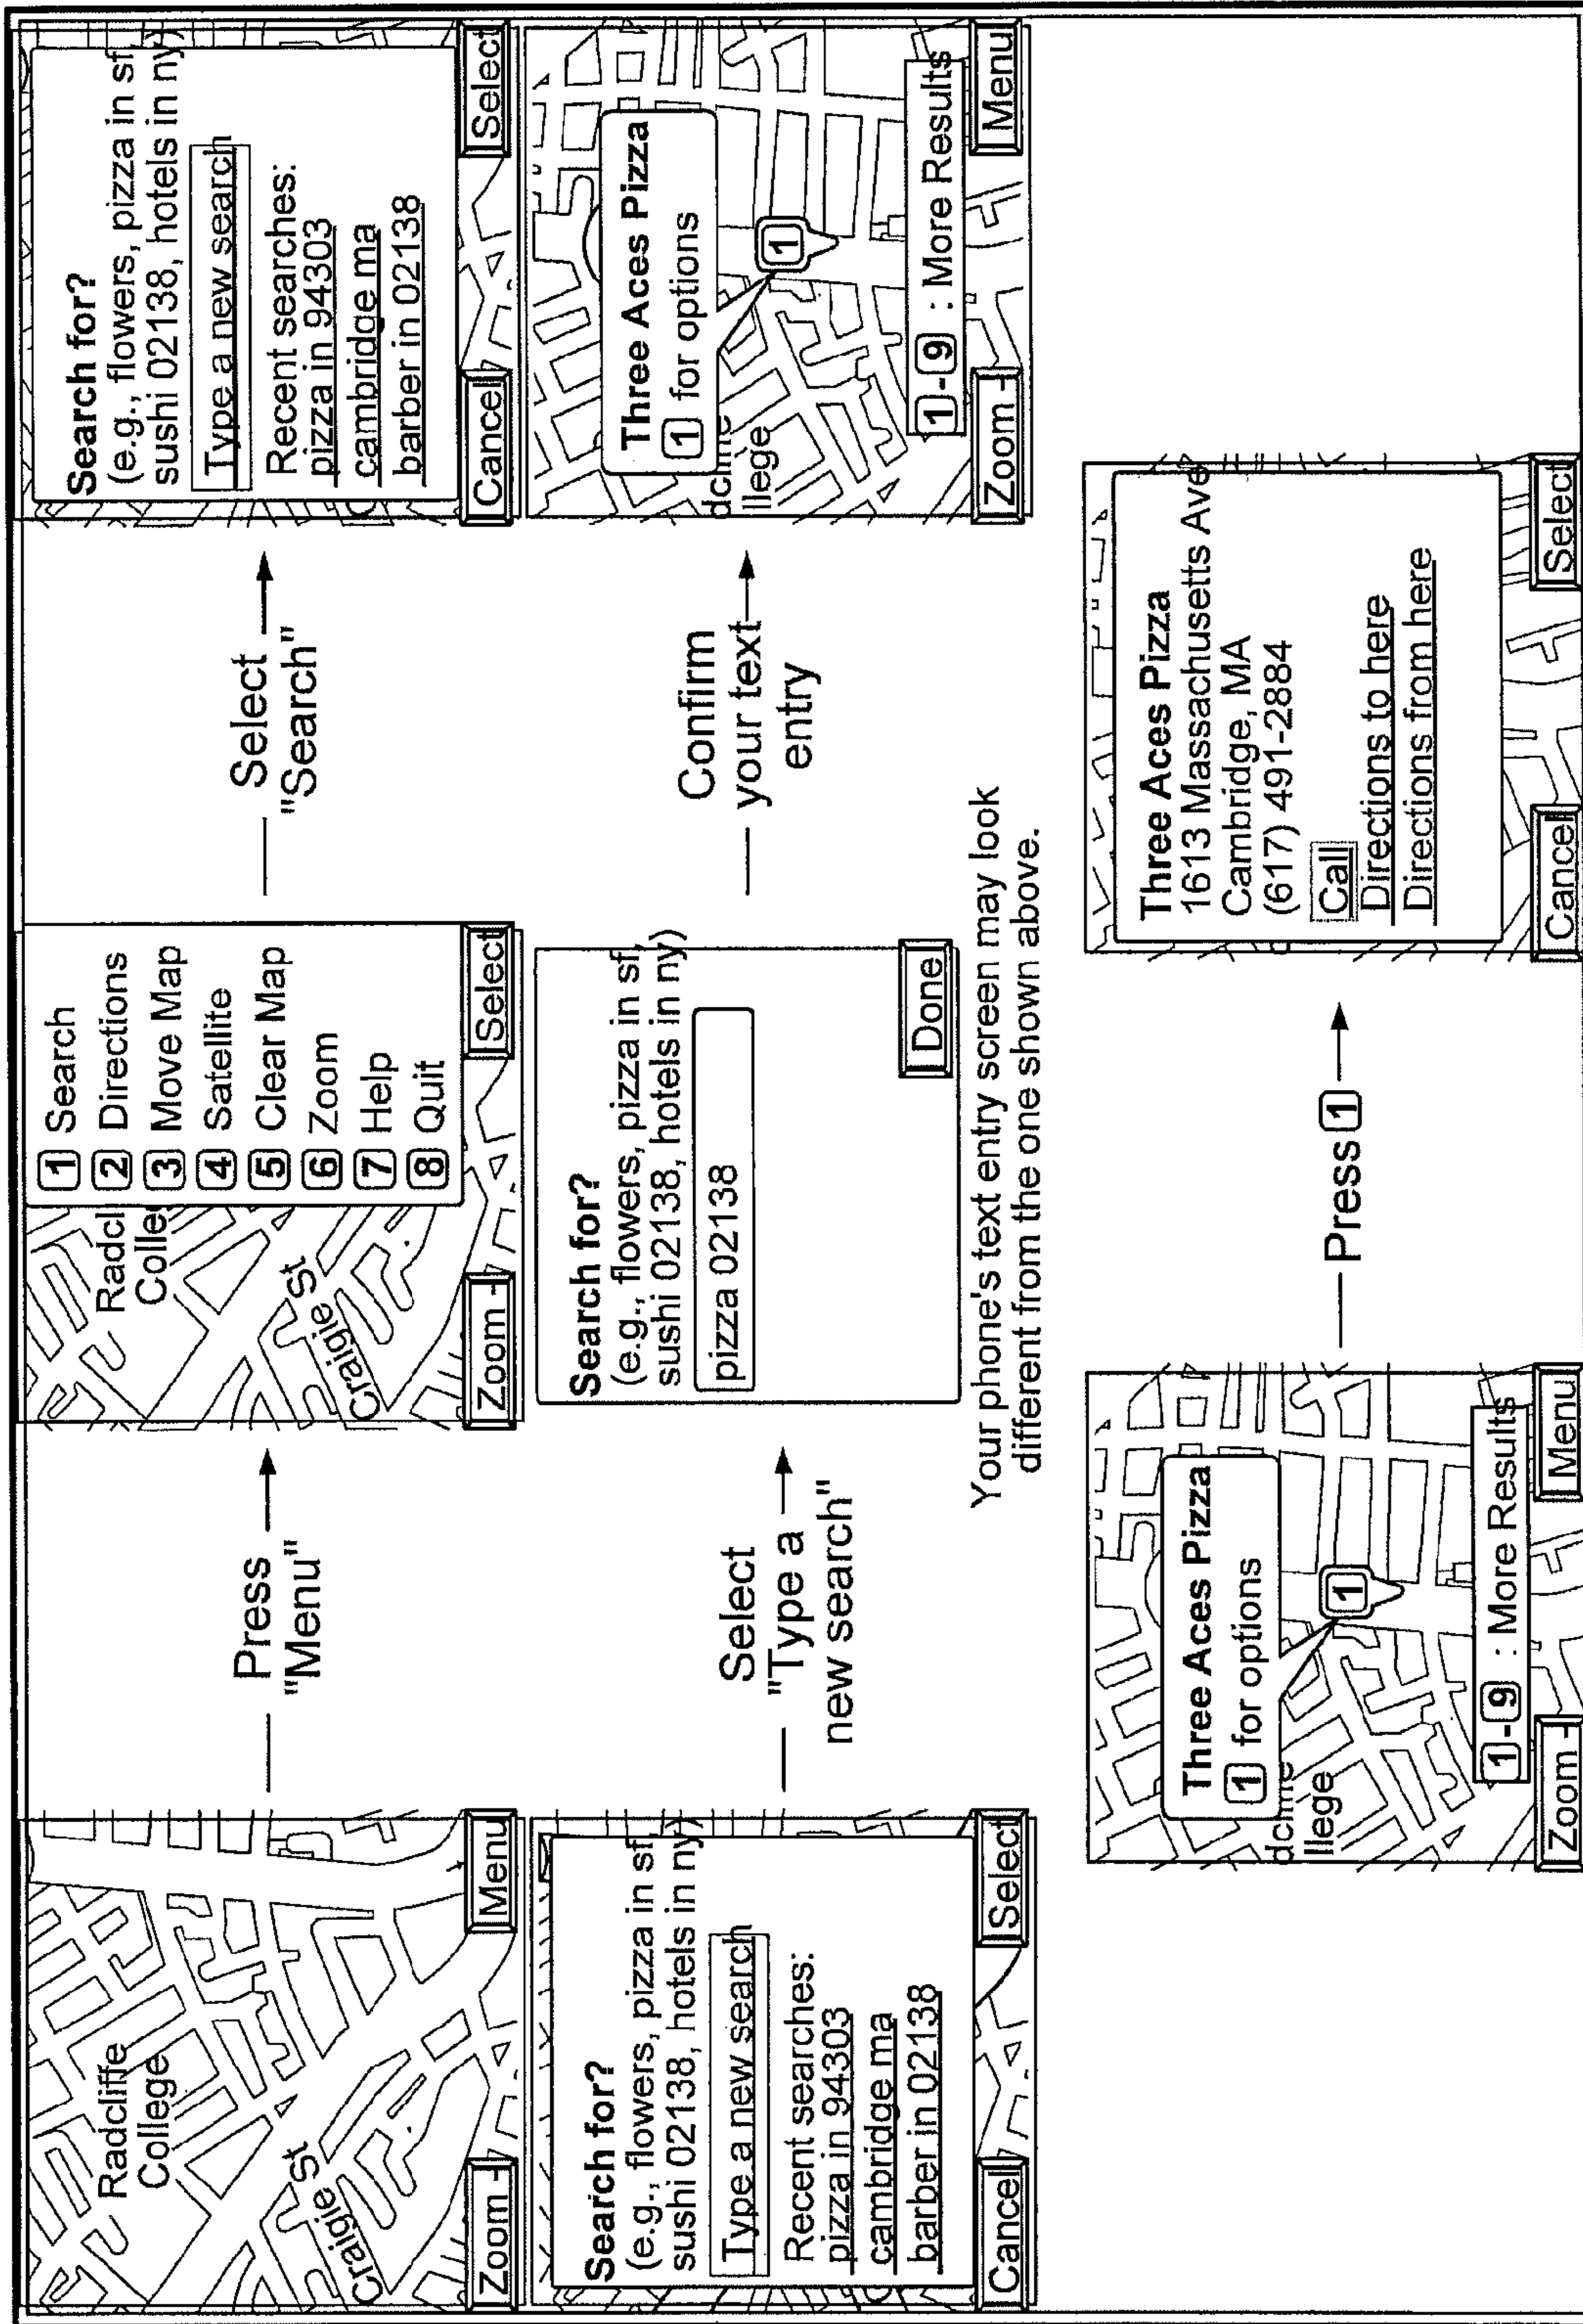 Radcliffe
College
Craigie St
Zoom -
Menu
Press
"Menu"
Radcl
Colle
Craigie St
1 Search
2 Directions
3 Move Map
4 Satellite
5 Clear Map
6 Zoom
7 Help
8 Quit
Zoom -
Select
Select
"Search"
Search for?
(e.g., flowers, pizza in sf,
sushi 02138, hotels in ny)
Type a new search
Recent searches:
pizza in 94303
cambridge ma
barber in 02138
Cancel
Select
Search for?
(e.g., flowers, pizza in sf,
sushi 02138, hotels in ny)
Type a new search
Recent searches:
pizza in 94303
cambridge ma
barber in 02138
Cancel
Select
Select
"Type a
new search"
Search for?
(e.g., flowers, pizza in sf,
sushi 02138, hotels in ny)
pizza 02138
Done
Confirm
your text
entry
Three Aces Pizza
1 for options
llege
1
1-9 : More Results
Zoom -
Menu
Your phone's text entry screen may look
different from the one shown above.
Three Aces Pizza
1 for options
llege
1
1-9 : More Results
Zoom -
Menu
Press 1
Three Aces Pizza
1613 Massachusetts Ave
Cambridge, MA
(617) 491-2884
Call
Directions to here
Directions from here
Cancel
Select